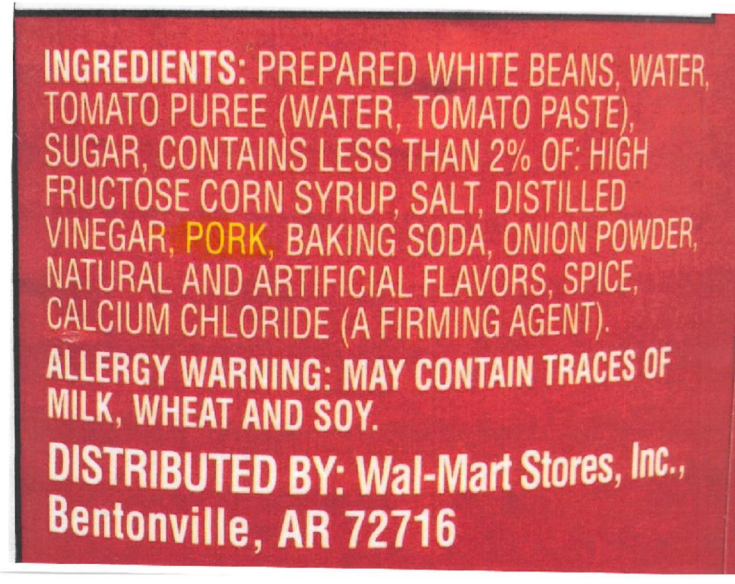 INGREDIENTS: PREPARED WHITE BEANS, WATER,
TOMATO PUREE (WATER, TOMATO PASTE),
SUGAR, CONTAINS LESS THAN 2% OF: HIGH
FRUCTOSE CORN SYRUP, SALT, DISTILLED
VINEGAR, PORK, BAKING SODA, ONION POWDER,
NATURAL AND ARTIFICIAL FLAVORS, SPICE,
CALCIUM CHLORIDE (A FIRMING AGENT).
ALLERGY WARNING: MAY CONTAIN TRACES OF
MILK, WHEAT AND SOY.
DISTRIBUTED BY: Wal-Mart Stores, Inc.,
Bentonville, AR 72716